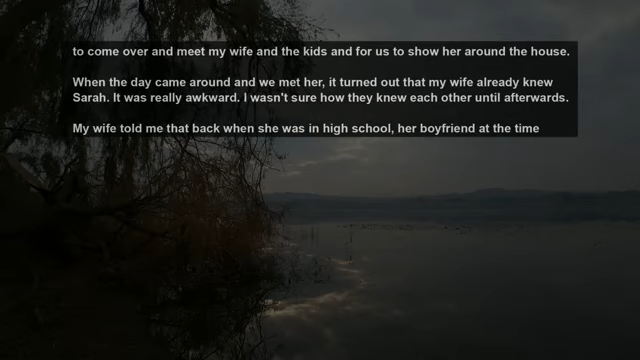 to come over and meet my wife and the kids and for us to show her around the house.
When the day came around and we met her, it turned out that my wife already knew
Sarah. It was really awkward. I wasn't sure how they knew each other until afterwards.
My wife told me that back when she was in high school, her boyfriend at the time